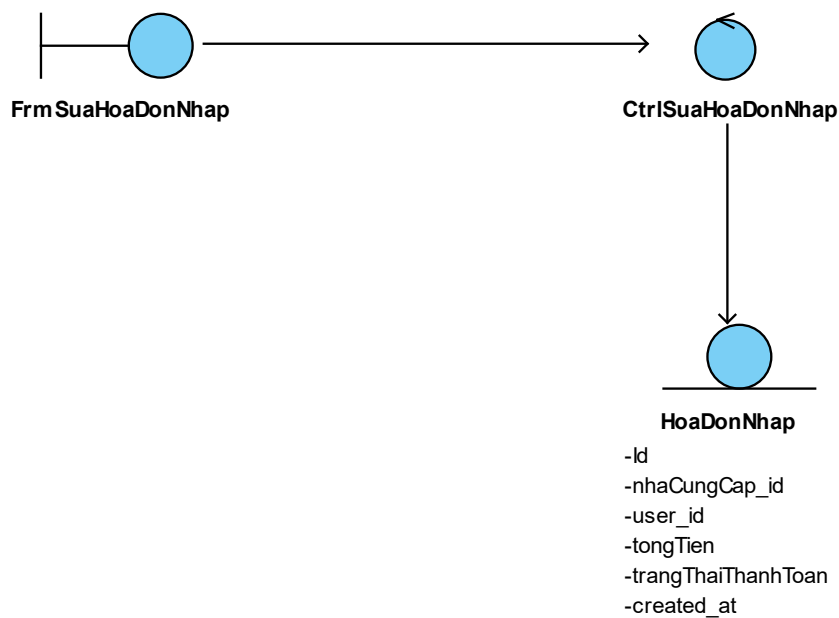 FrmSuaHoaDonNhap
CtrlSuaHoaDonNhap
HoaDonNhap
-Id
-nhaCungCap_id
-user_id
-tongTien
-trangThaiThanhToan
-created_at